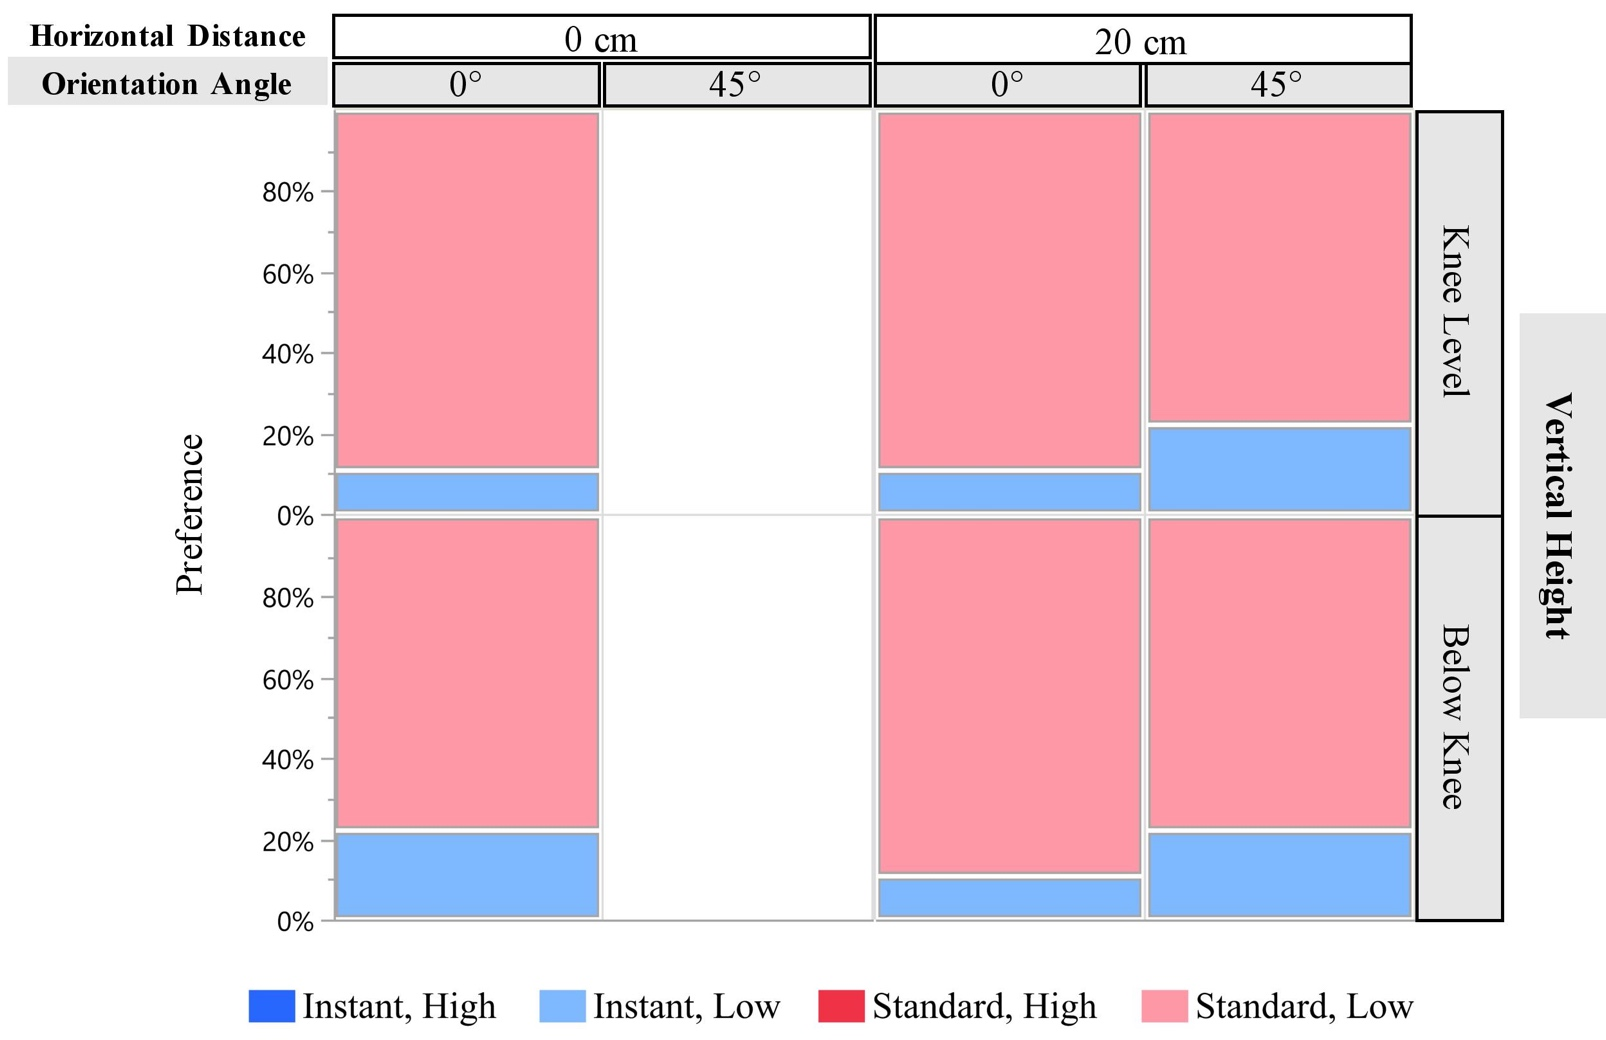 Horizontal Distance
0 cm
20 cm
Orientation Angle
0°
45°
0°
45°
80%
60%
40%
20%
0%
80%
60%
40%
20%
0%
Preference
Knee Level
Below Knee
Vertical Height
Instant, High
Instant, Low
Standard, High
Standard, Low